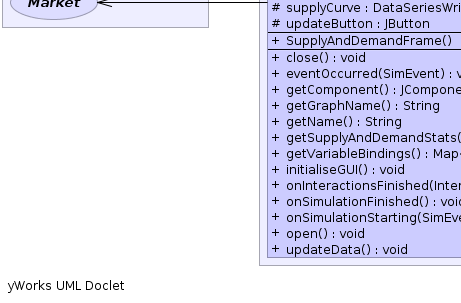 Market
# supplyCurve : DataSeriesWri
# updateButton : JButton
+ SupplyAndDemandFrame()
+ close() : void
+ eventOccurred(SimEvent) : v
+ getComponent() : JCompone
+ getGraphName() : String
+ getName() : String
+ getSupplyAndDemandStats(
+ getVariableBindings() : Map
+ initialiseGUI() : void
+ onInteractionsFinished(Inter
+ onSimulationFinished() : void
+ onSimulationStarting(SimEve
+ open() : void
+ updateData() : void
yWorks UML Doclet